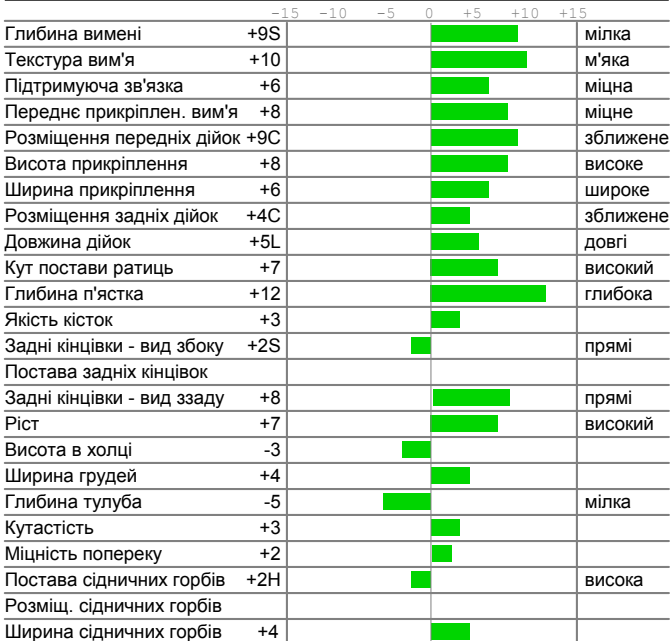 -15 -10 -5 0 +5 +10 +15
Глибина вимені +9S мілка
Текстура вим'я +10 м'яка
Підтримуюча зв'язка +6 міцна
Переднє прикріплен. вим'я +8 міцне
Розміщення передніх дійок +9C зближене
Висота прикріплення +8 високе
Ширина прикріплення +6 широке
Розміщення задніх дійок +4C зближене
Довжина дійок +5L довгі
Кут постави ратиць +7 високий
Глибина п'ястка +12 глибока
Якість кісток +3
Задні кінцівки - вид збоку +2S прямі
Постава задніх кінцівок
Задні кінцівки - вид ззаду +8 прямі
Ріст +7 високий
Висота в холці -3
Ширина грудей +4
Глибина тулуба -5 мілка
Кутастість +3
Міцність попереку +2
Постава сідничних горбів +2H висока
Розміщ. сідничних горбів
Ширина сідничних горбів +4